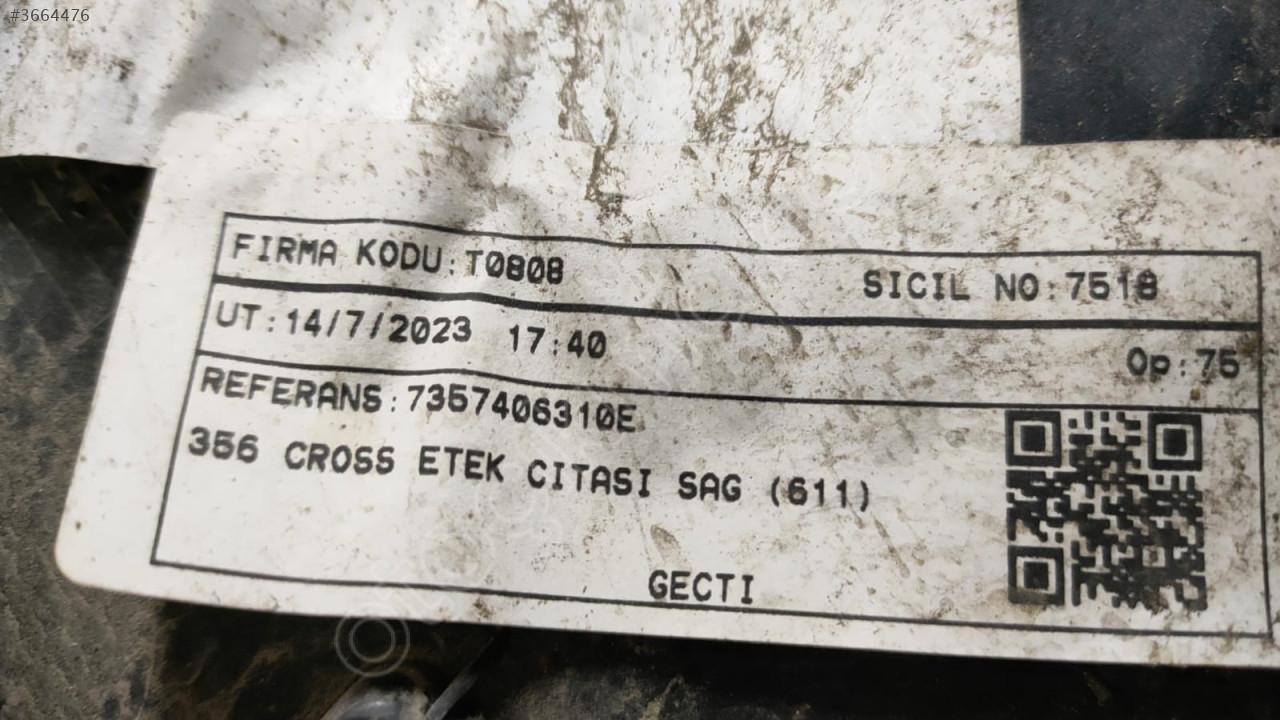 #3664476
FIRMA KODU:T0808 SICIL NO:7518
UT:14/7/2023 17:40 Op:75
REFERANS:7357406310E
356 CROSS ETEK CITASI SAG (611)
GECTI